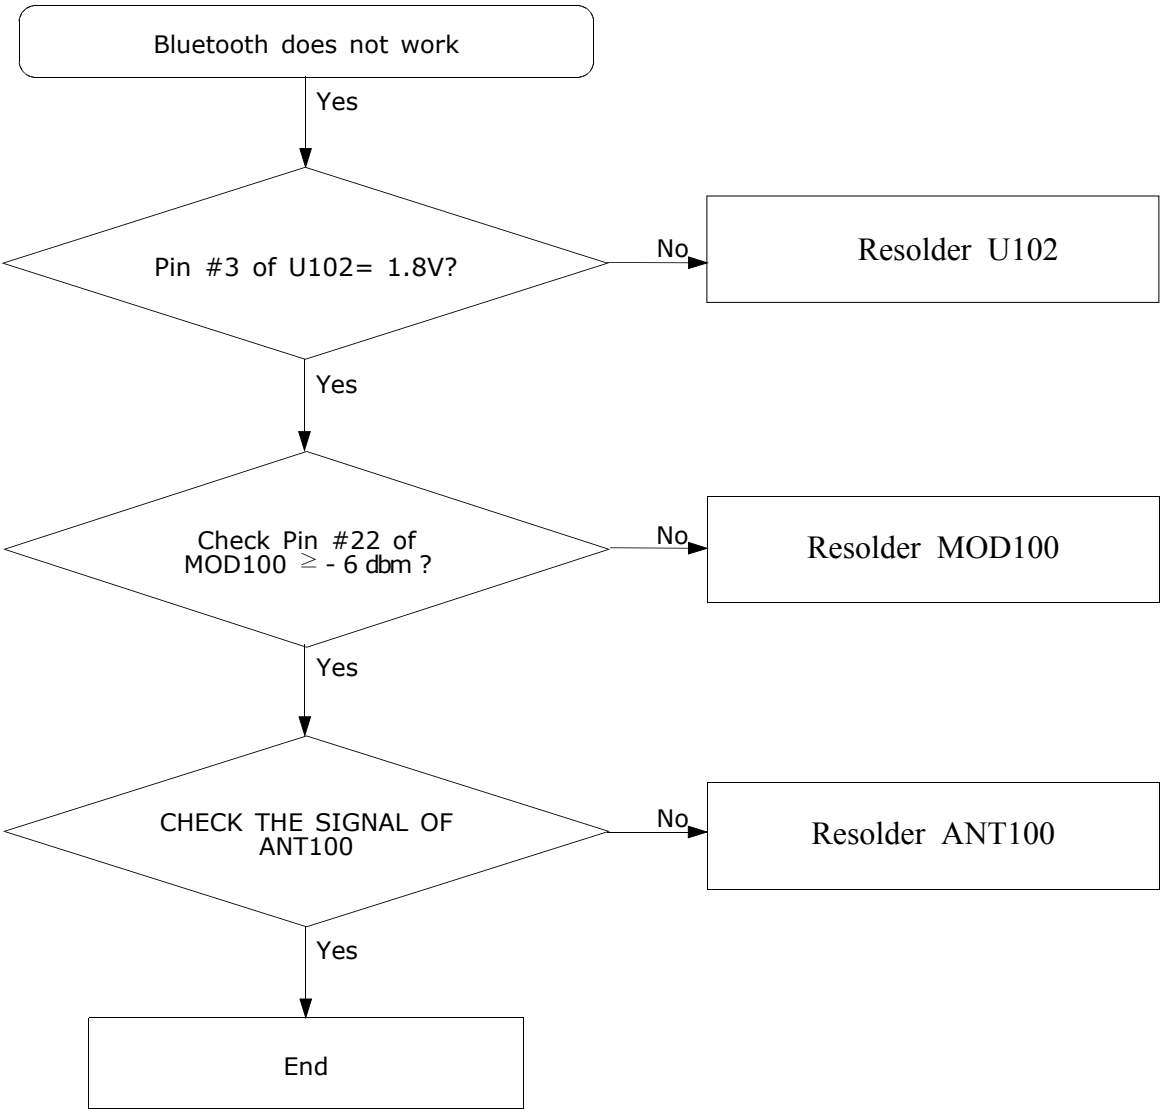 Bluetooth does not work
Yes
Pin #3 of U102= 1.8V?
No
Resolder U102
Yes
Check Pin #22 of
MOD100 ≥ - 6 dbm ?
No
Resolder MOD100
Yes
CHECK THE SIGNAL OF
ANT100
No
Resolder ANT100
Yes
End